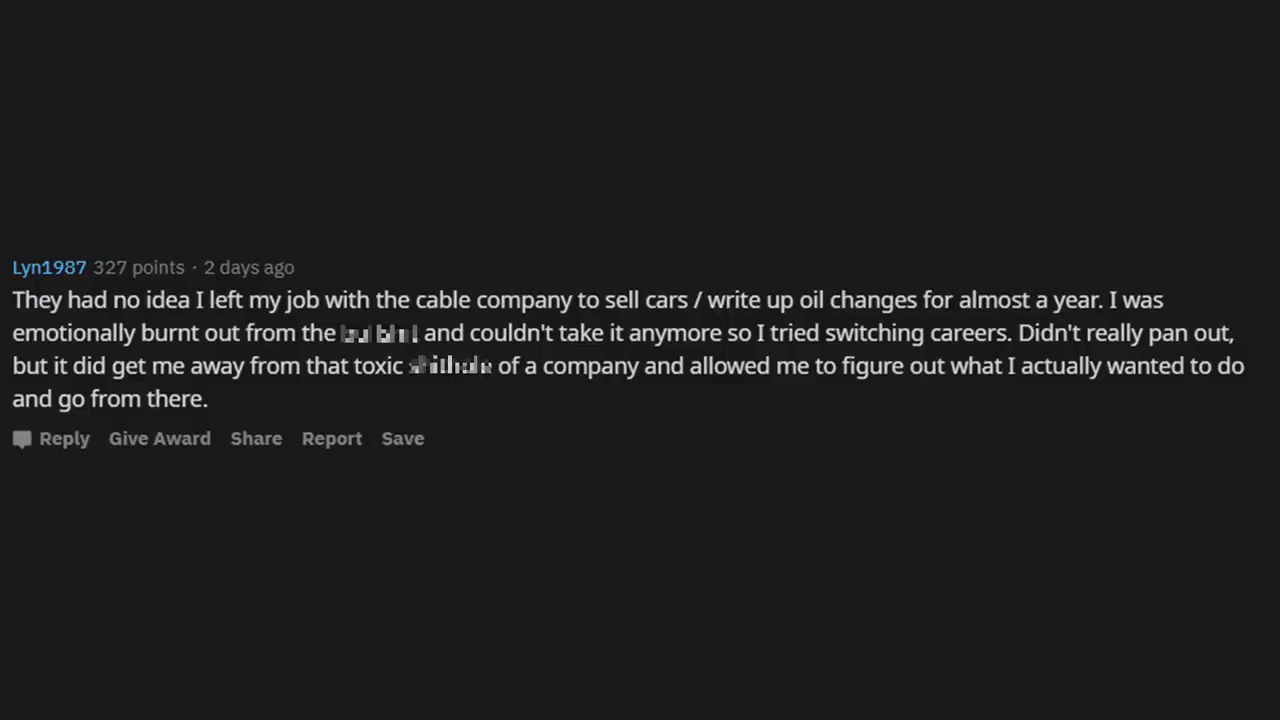 Lyn1987 327 points · 2 days ago
They had no idea I left my job with the cable company to sell cars / write up oil changes for almost a year. I was
emotionally burnt out from the and couldn't take it anymore so I tried switching careers. Didn't really pan out,
but it did get me away from that toxic of a company and allowed me to figure out what I actually wanted to do
and go from there.
Reply Give Award Share Report Save